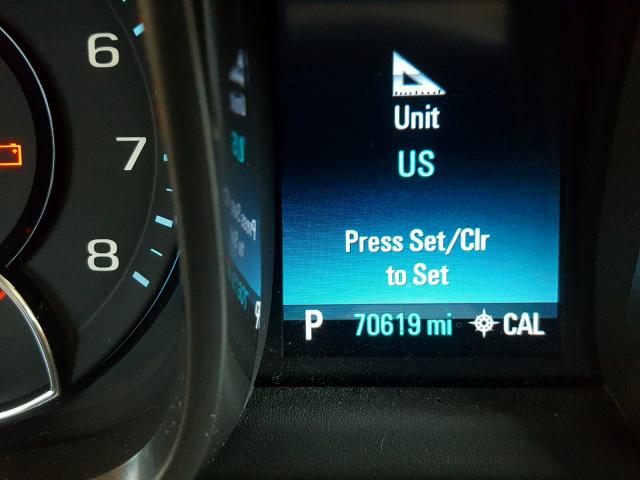 6
7
8
Unit
US
Press Set/Clr
to Set
P 70619 mi CAL